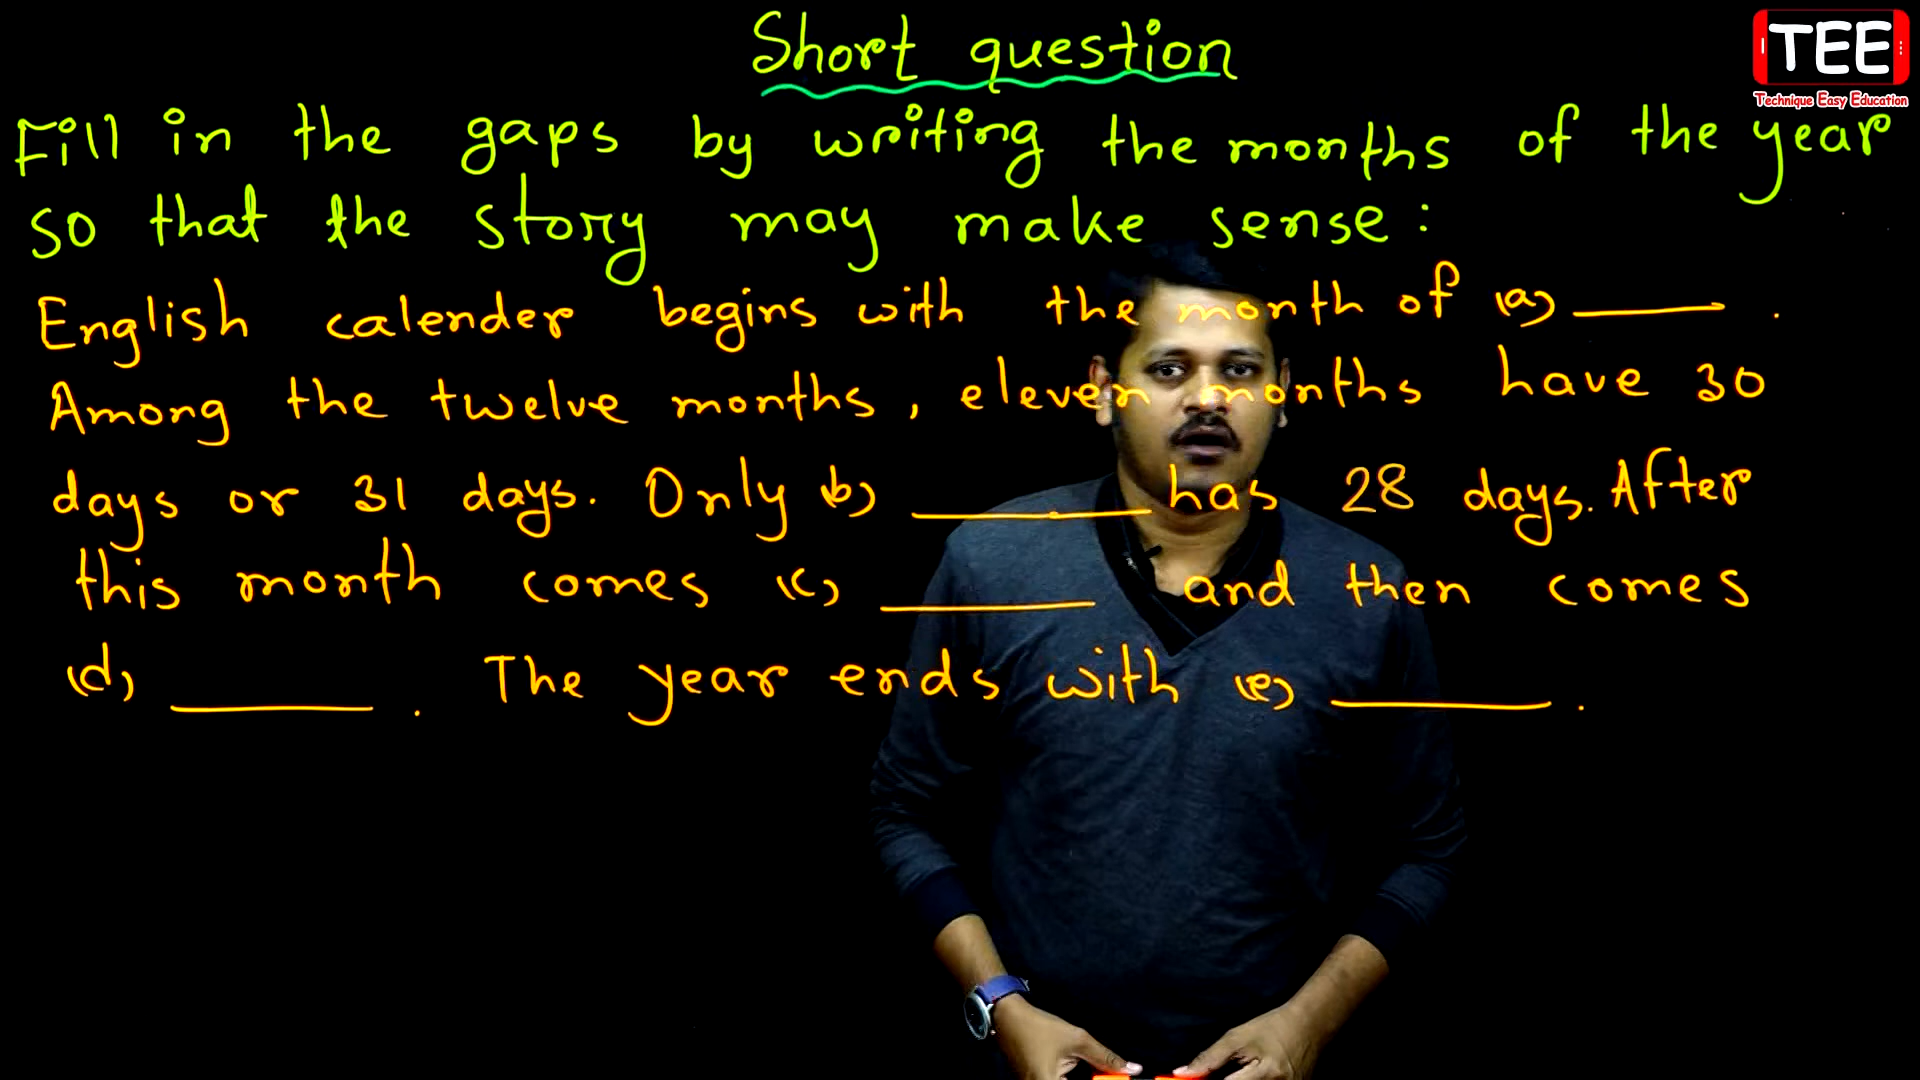 Short question
TEE
Technique Easy Education
Fill in the gaps by writing the months of the year
so that the story may make sense:
English calender begins with the month of (a) ______ .
Among the twelve months, eleven months have 30
days or 31 days. Only (b) ______ has 28 days. After
this month comes (c) ______ and then comes
(d) ______ . The year ends with (e) ______ .